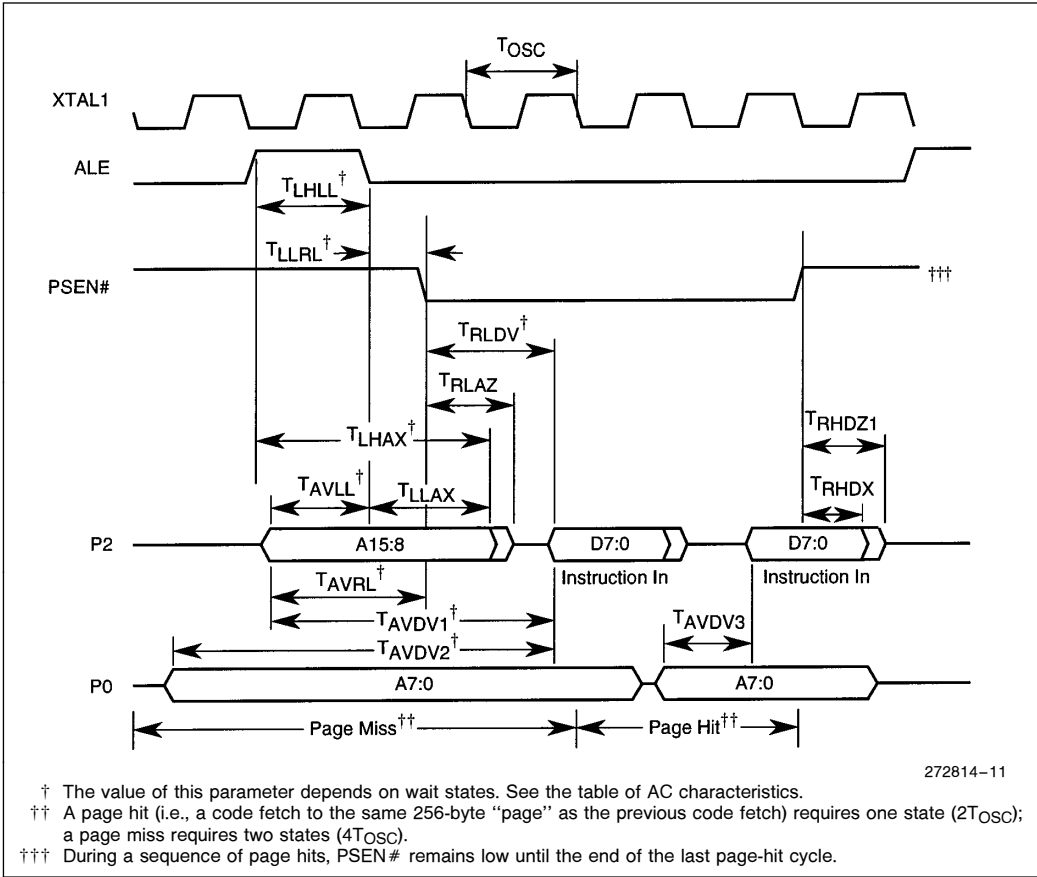 TOSC
XTAL1
ALE
TLHLL†
TLLRL†
PSEN#
†††
TRLDV†
TRLAZ
TLHAX†
TRHDZ1
TAVLL†
TLLAX
TRHDX
P2
A15:8
D7:0
D7:0
Instruction In
Instruction In
TAVRL†
TAVDV1†
TAVDV3
TAVDV2†
P0
A7:0
A7:0
Page Miss††
Page Hit††
272814–11
† The value of this parameter depends on wait states. See the table of AC characteristics.
†† A page hit (i.e., a code fetch to the same 256-byte “page” as the previous code fetch) requires one state (2TOSC);
a page miss requires two states (4TOSC).
††† During a sequence of page hits, PSEN# remains low until the end of the last page-hit cycle.